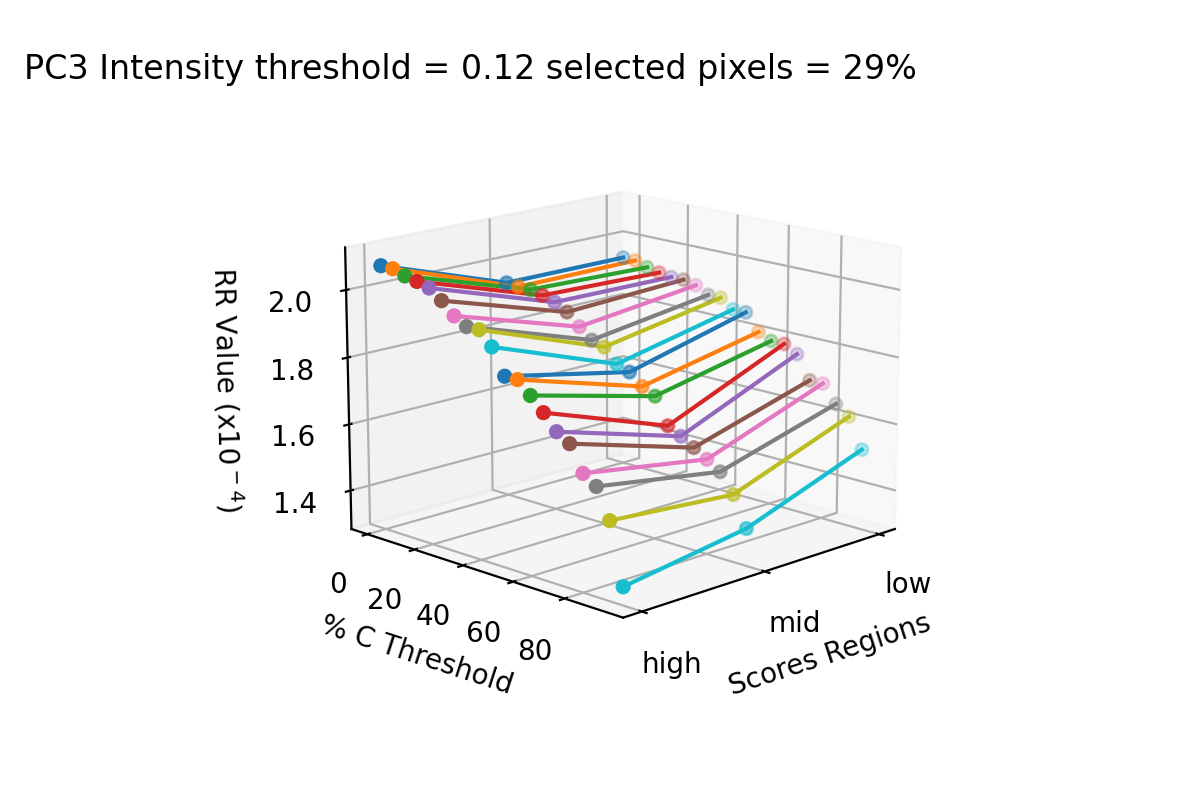 PC3 Intensity threshold = 0.12 selected pixels = 29%
RR Value (x10⁻⁴)
2.0
1.8
1.6
1.4
0
20
40
60
80
% C Threshold
high
mid
low
Scores Regions